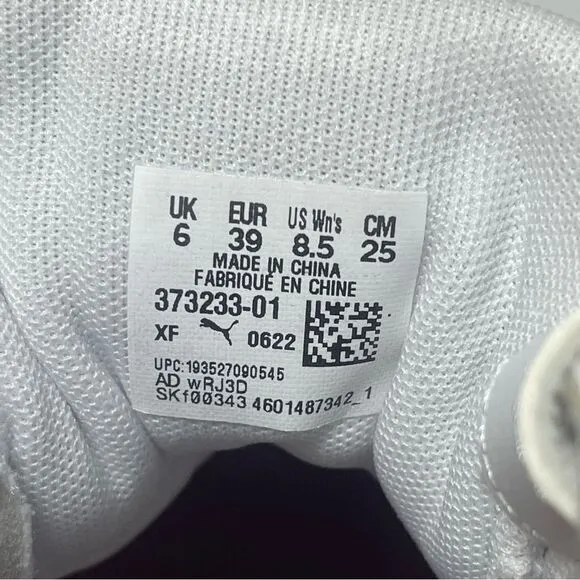 UK EUR US Wn's CM
6 39 8.5 25
MADE IN CHINA
FABRIQUÉ EN CHINE
373233-01
XF 0622
UPC:193527090545
AD wRJ3D
SKf00343 4601487342_1